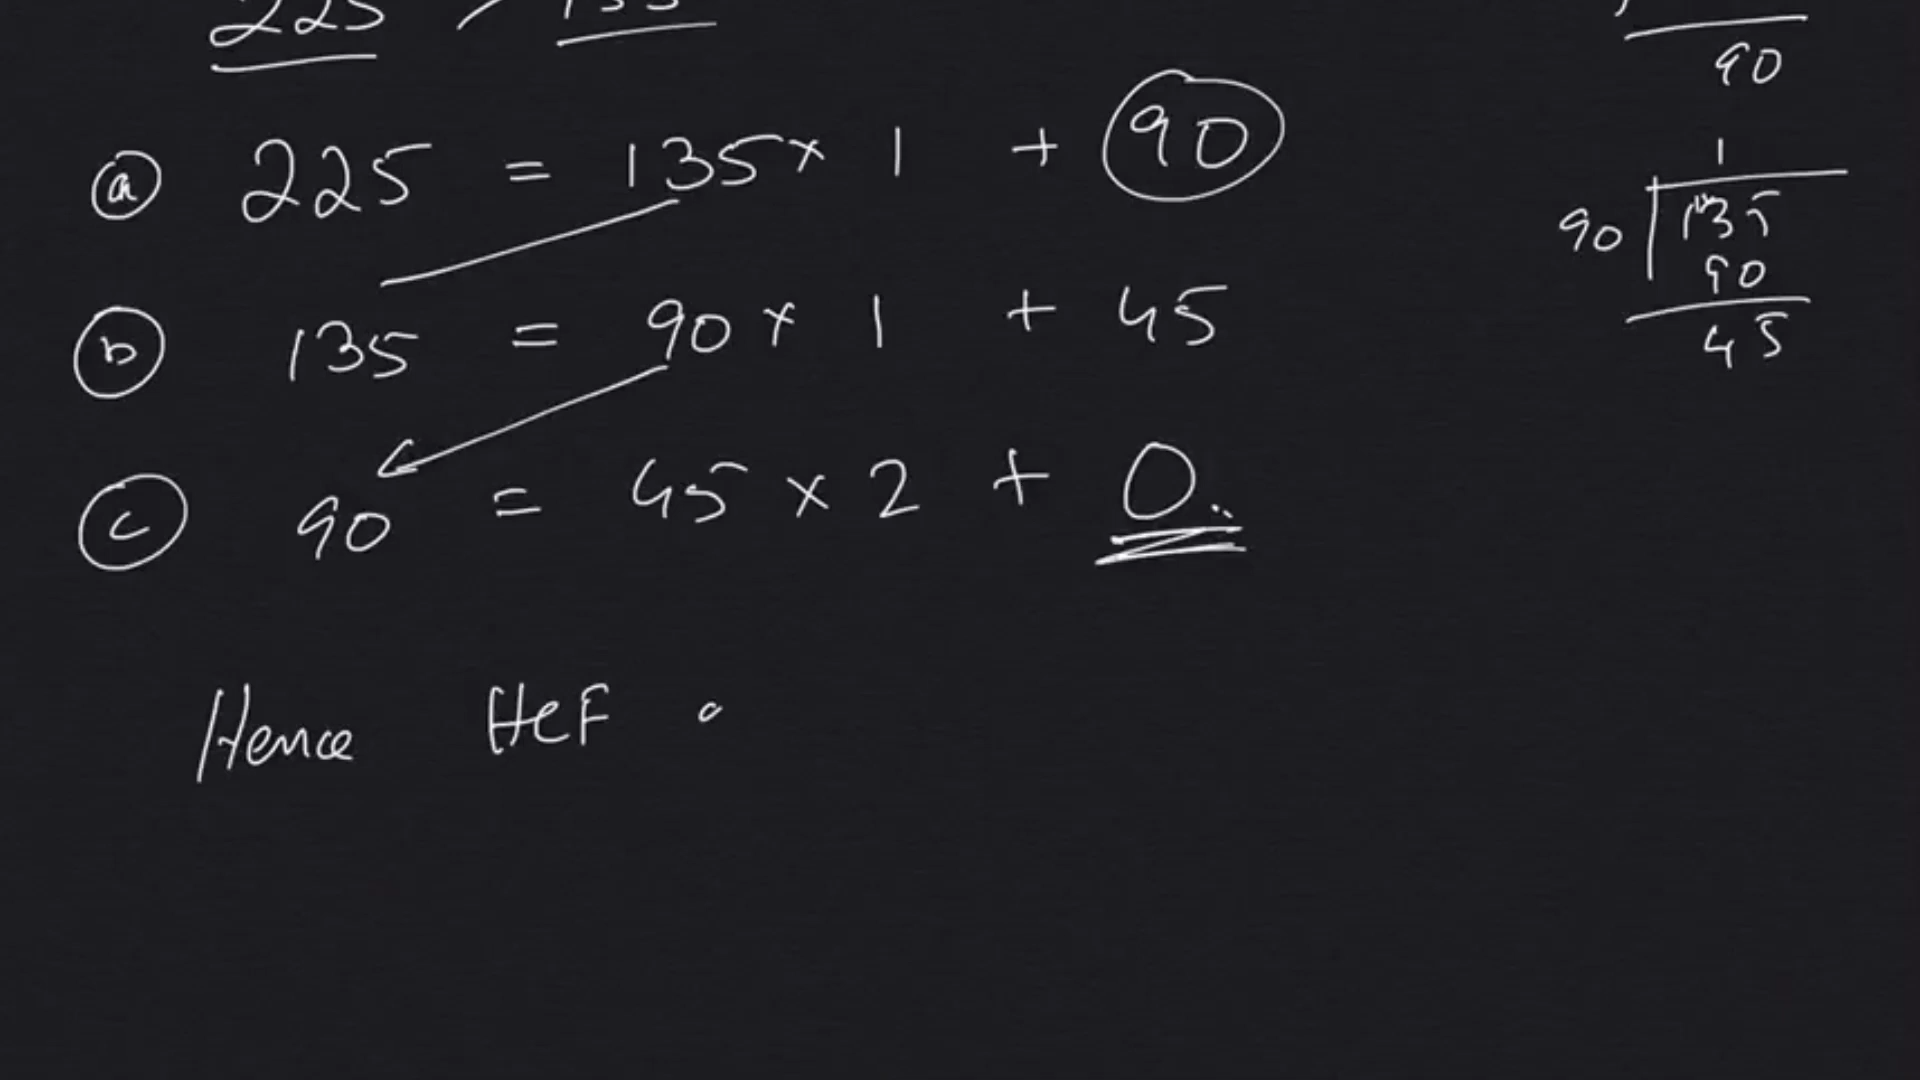 225 , 135
90
ⓐ 225 = 135 × 1 + 90
1
90 135
90
45
ⓑ 135 = 90 × 1 + 45
ⓒ 90 = 45 × 2 + 0..
Hence HCF o